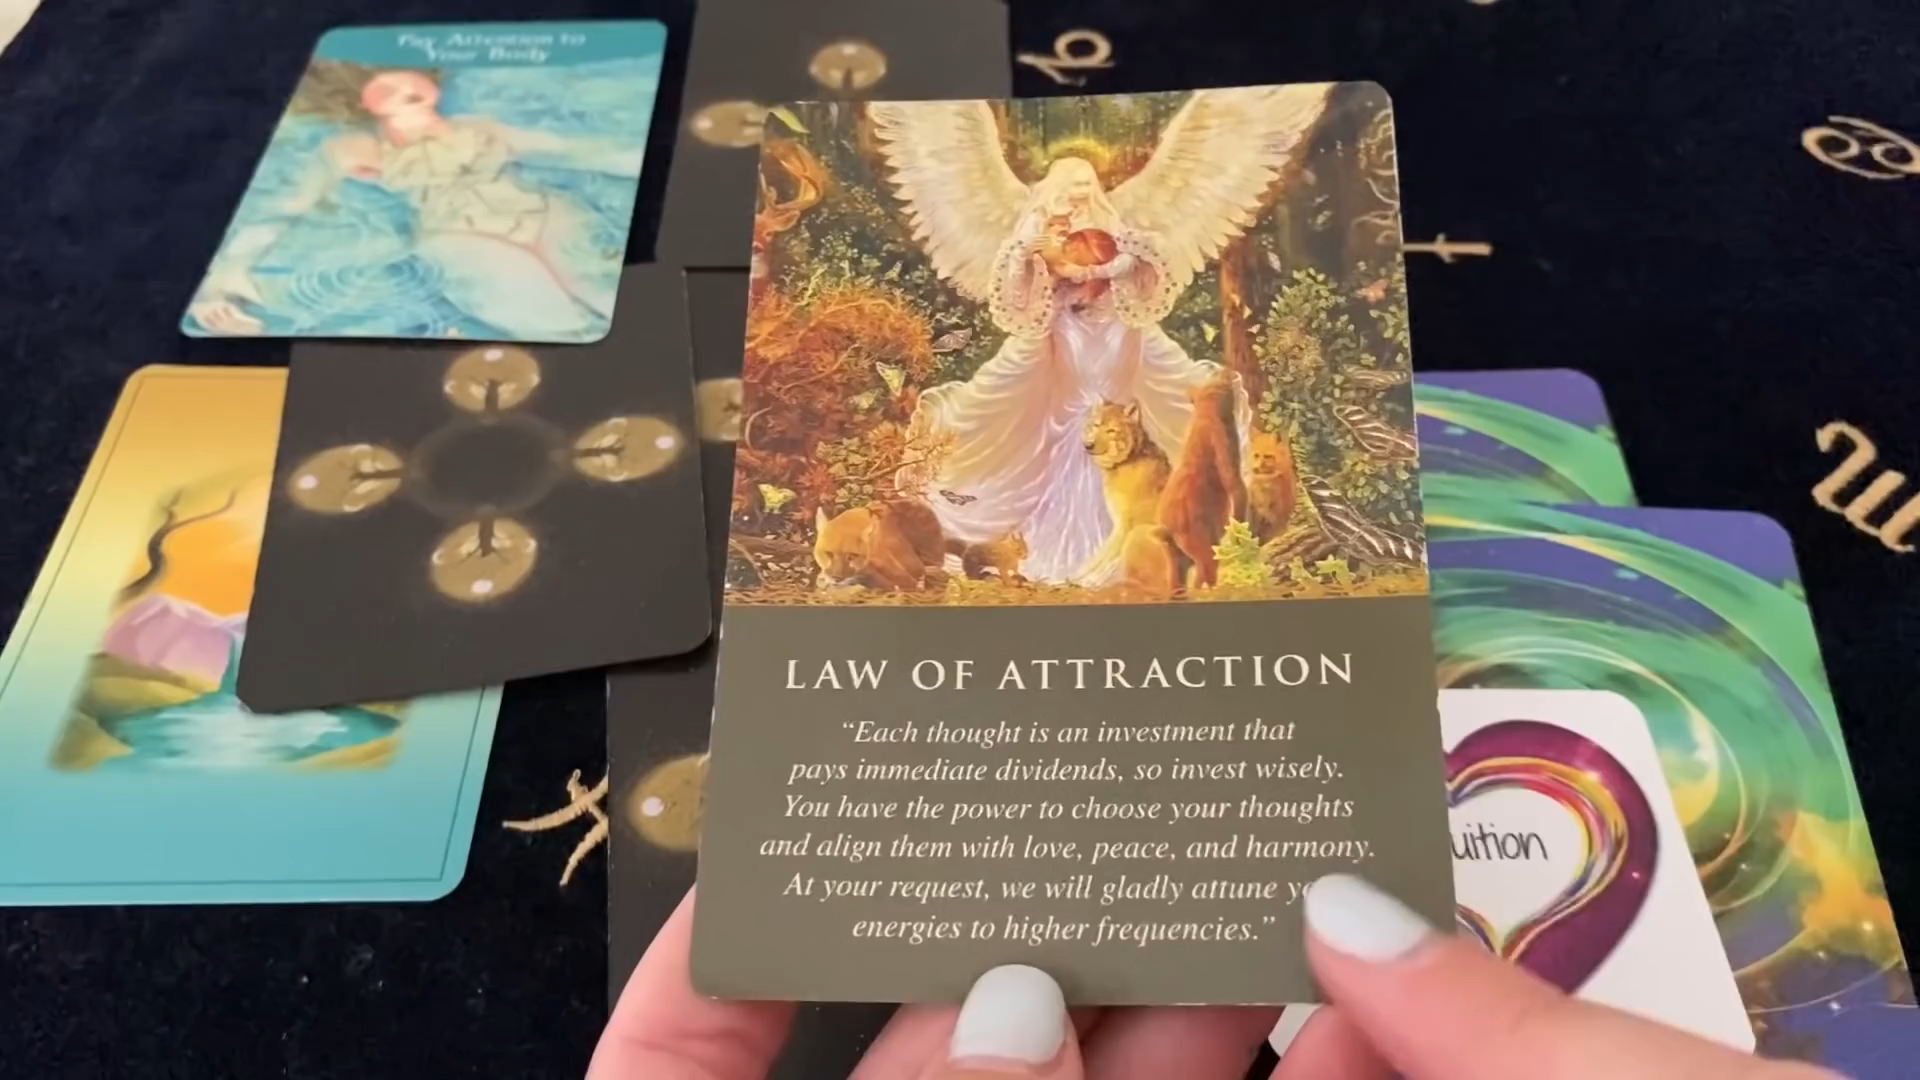 Pay Attention to
Your Body
LAW OF ATTRACTION
“Each thought is an investment that
pays immediate dividends, so invest wisely.
You have the power to choose your thoughts
and align them with love, peace, and harmony.
At your request, we will gladly attune
energies to higher frequencies.”
uition